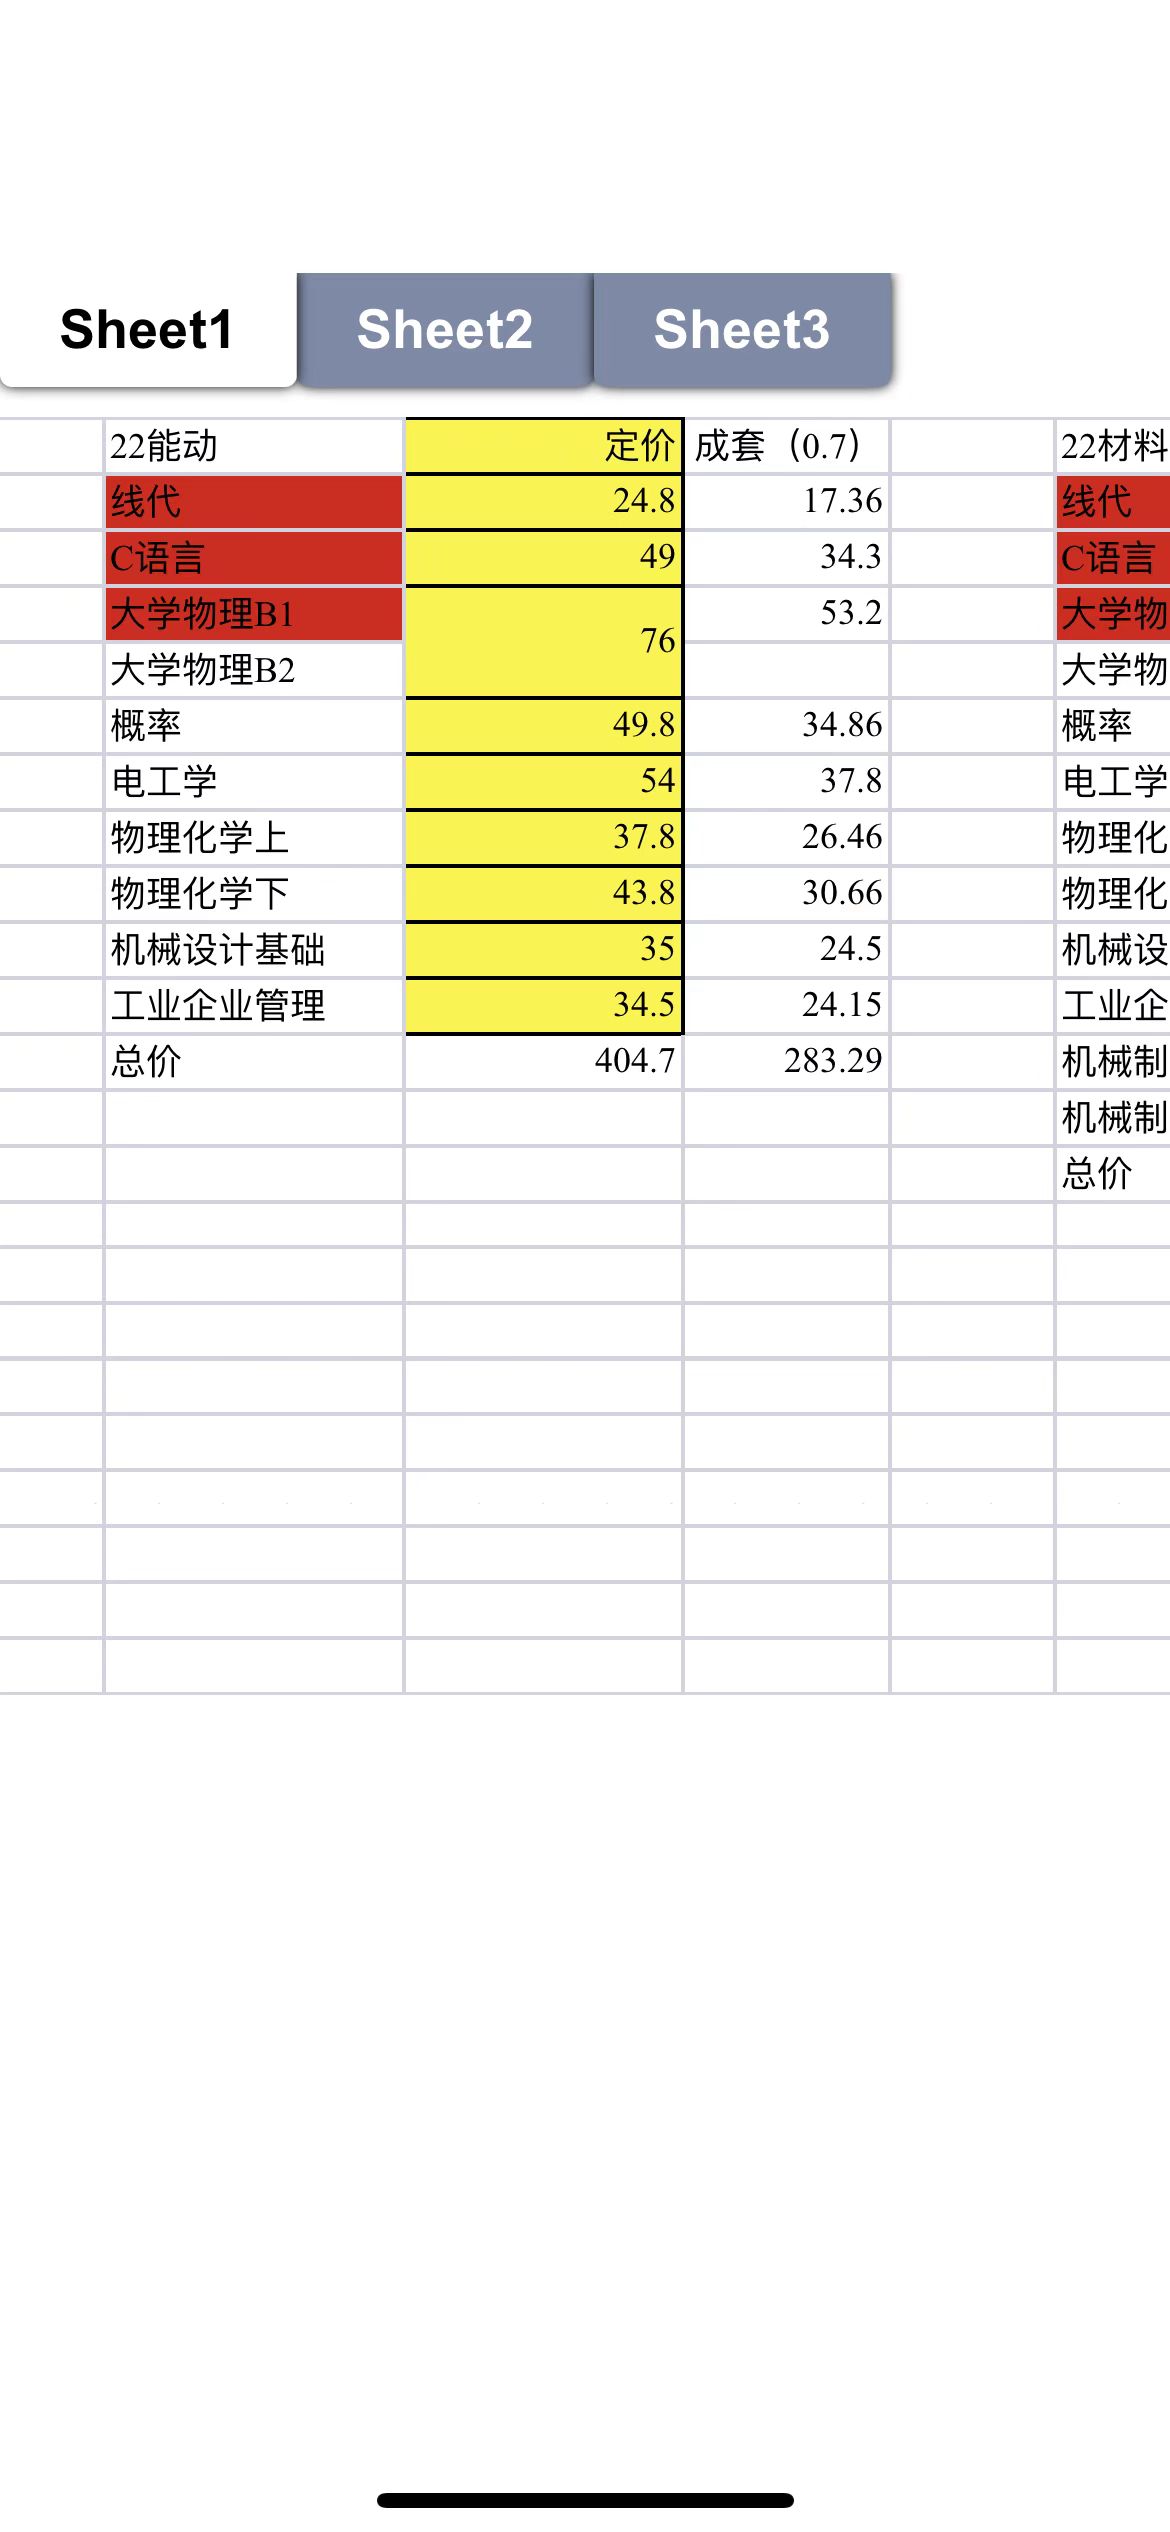 Sheet1 Sheet2 Sheet3
22能动 定价 成套（0.7） 22材料
线代 24.8 17.36 线代
C语言 49 34.3 C语言
大学物理B1 76 53.2 大学物
大学物理B2 大学物
概率 49.8 34.86 概率
电工学 54 37.8 电工学
物理化学上 37.8 26.46 物理化
物理化学下 43.8 30.66 物理化
机械设计基础 35 24.5 机械设
工业企业管理 34.5 24.15 工业企
总价 404.7 283.29 机械制
机械制
总价